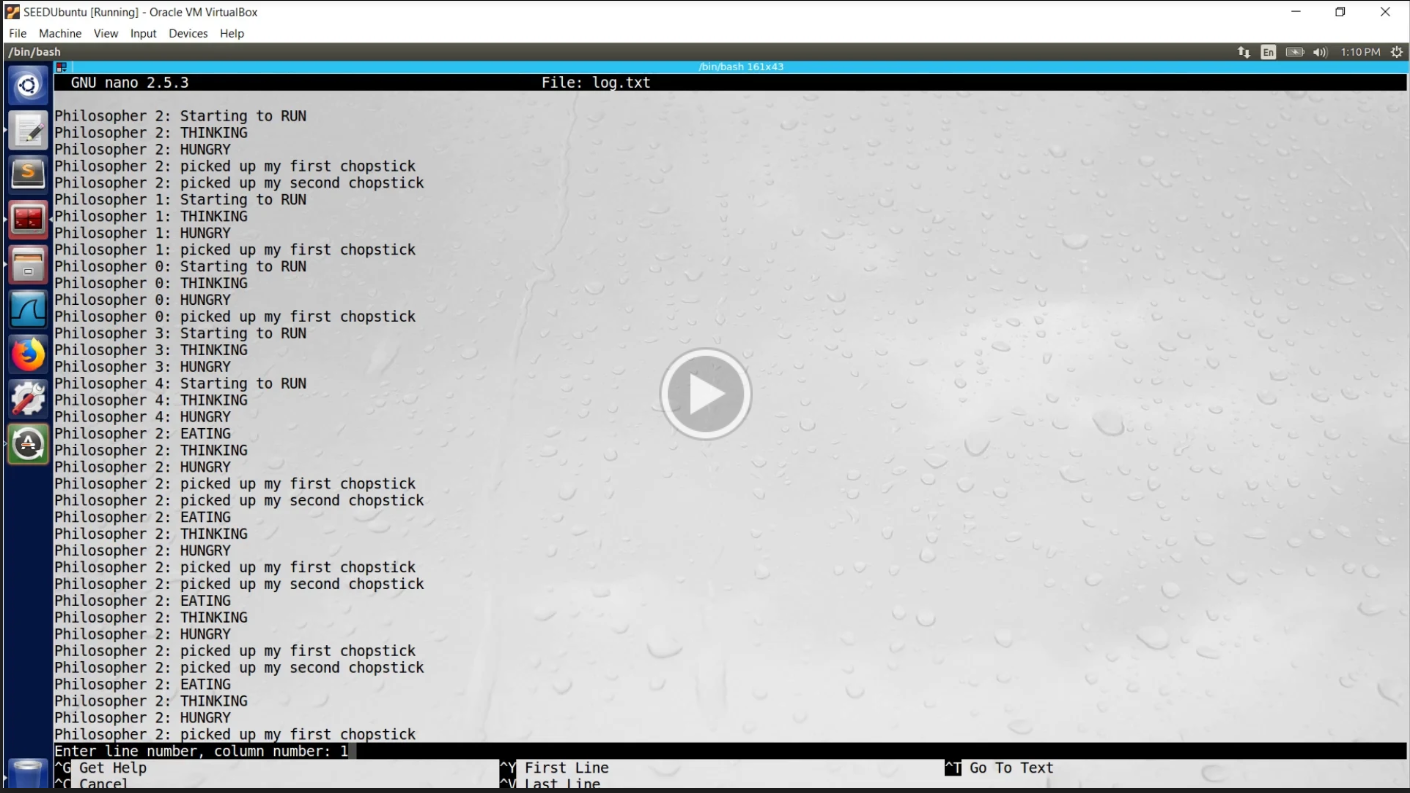 SEEDUbuntu [Running] - Oracle VM VirtualBox
File Machine View Input Devices Help
/bin/bash En 1:10 PM
/bin/bash 161x43
GNU nano 2.5.3 File: log.txt
Philosopher 2: Starting to RUN
Philosopher 2: THINKING
Philosopher 2: HUNGRY
Philosopher 2: picked up my first chopstick
Philosopher 2: picked up my second chopstick
Philosopher 1: Starting to RUN
Philosopher 1: THINKING
Philosopher 1: HUNGRY
Philosopher 1: picked up my first chopstick
Philosopher 0: Starting to RUN
Philosopher 0: THINKING
Philosopher 0: HUNGRY
Philosopher 0: picked up my first chopstick
Philosopher 3: Starting to RUN
Philosopher 3: THINKING
Philosopher 3: HUNGRY
Philosopher 4: Starting to RUN
Philosopher 4: THINKING
Philosopher 4: HUNGRY
Philosopher 2: EATING
Philosopher 2: THINKING
Philosopher 2: HUNGRY
Philosopher 2: picked up my first chopstick
Philosopher 2: picked up my second chopstick
Philosopher 2: EATING
Philosopher 2: THINKING
Philosopher 2: HUNGRY
Philosopher 2: picked up my first chopstick
Philosopher 2: picked up my second chopstick
Philosopher 2: EATING
Philosopher 2: THINKING
Philosopher 2: HUNGRY
Philosopher 2: picked up my first chopstick
Philosopher 2: picked up my second chopstick
Philosopher 2: EATING
Philosopher 2: THINKING
Philosopher 2: HUNGRY
Philosopher 2: picked up my first chopstick
Enter line number, column number: 1
^G Get Help ^Y First Line ^T Go To Text
^C Cancel ^V Last Line